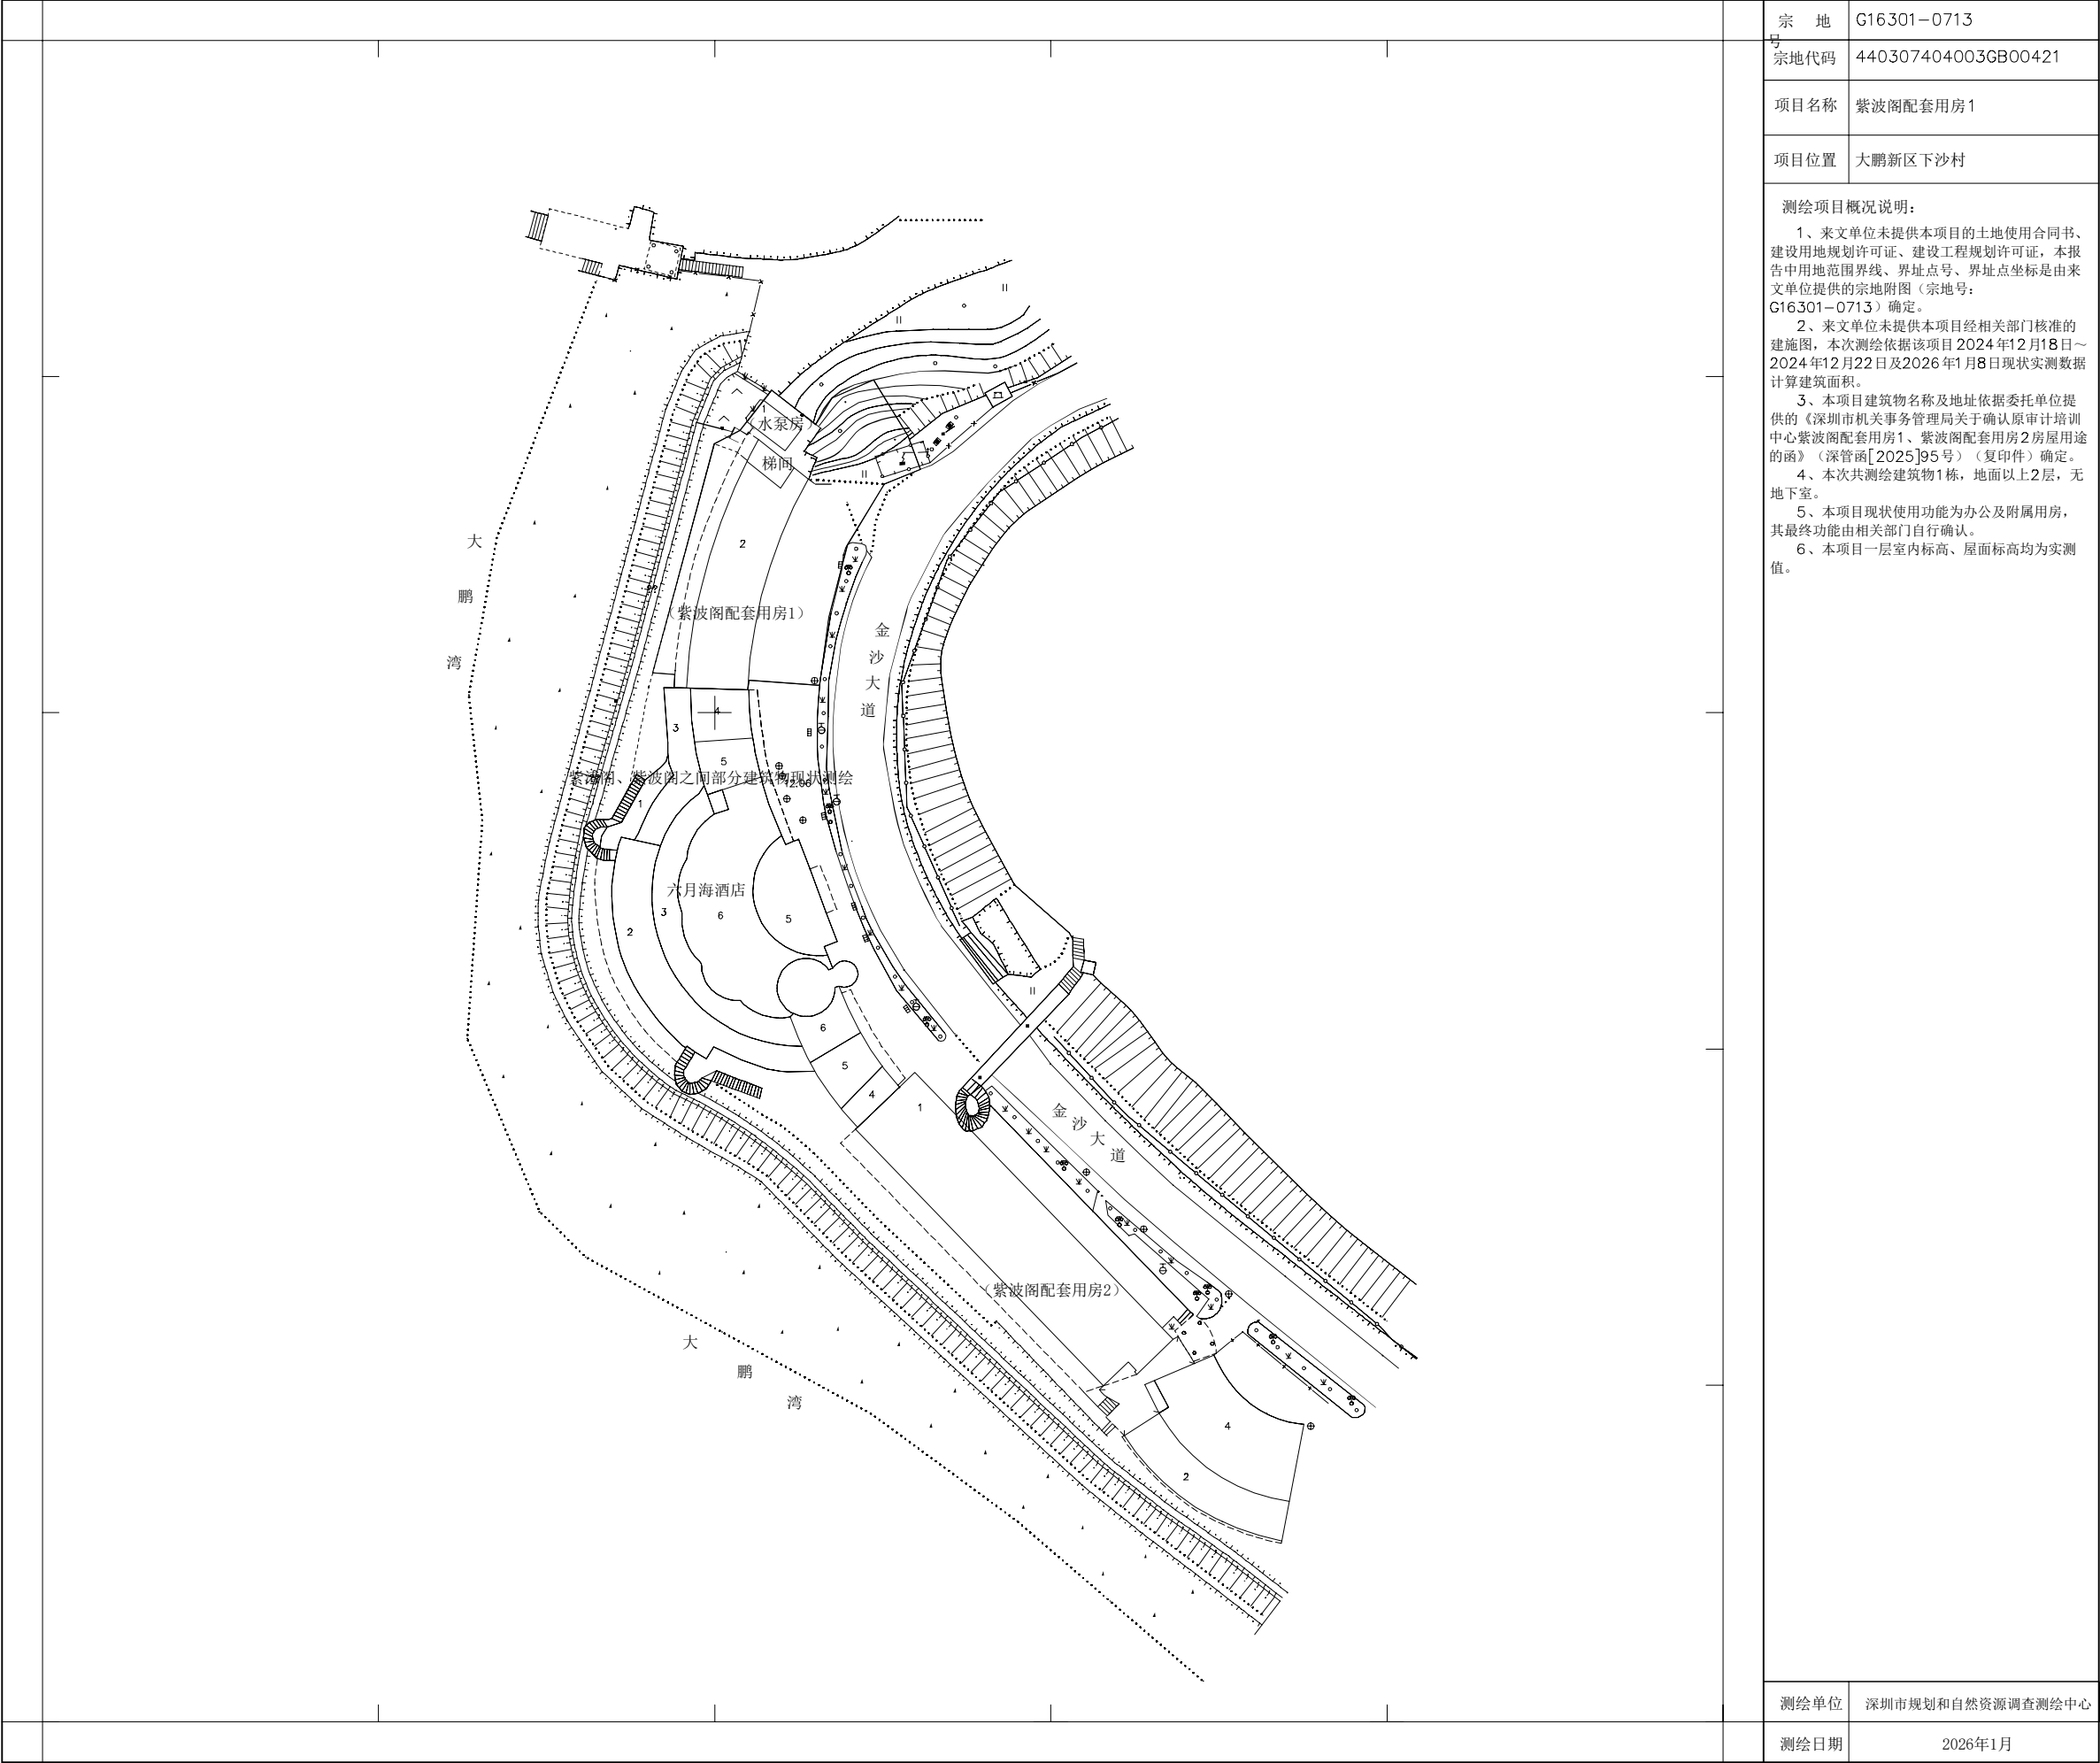 宗 地 号 G16301-0713
宗地代码 440307404003GB00421
项目名称 紫波阁配套用房1
项目位置 大鹏新区下沙村
测绘项目概况说明：
1、来文单位未提供本项目的土地使用合同书、
建设用地规划许可证、建设工程规划许可证，本报
告中用地范围界线、界址点号、界址点坐标是由来
文单位提供的宗地附图（宗地号：
G16301-0713）确定。
2、来文单位未提供本项目经相关部门核准的
建施图，本次测绘依据该项目2024年12月18日～
2024年12月22日及2026年1月8日现状实测数据
计算建筑面积。
3、本项目建筑物名称及地址依据委托单位提
供的《深圳市机关事务管理局关于确认原审计培训
中心紫波阁配套用房1、紫波阁配套用房2房屋用途
的函》（深管函[2025]95号）（复印件）确定。
4、本次共测绘建筑物1栋，地面以上2层，无
地下室。
5、本项目现状使用功能为办公及附属用房，
其最终功能由相关部门自行确认。
6、本项目一层室内标高、屋面标高均为实测
值。
测绘单位 深圳市规划和自然资源调查测绘中心
测绘日期 2026年1月
1
（水泵房）
梯间
2
（紫波阁配套用房1）
大
鹏
湾
金
沙
大
道
4
3
5
紫波阁、紫波阁之间部分建筑物现状测绘
12.06
1
六月海酒店
3
6
5
2
6
5
4
1
金
沙
大
道
（紫波阁配套用房2）
大
鹏
湾
4
2